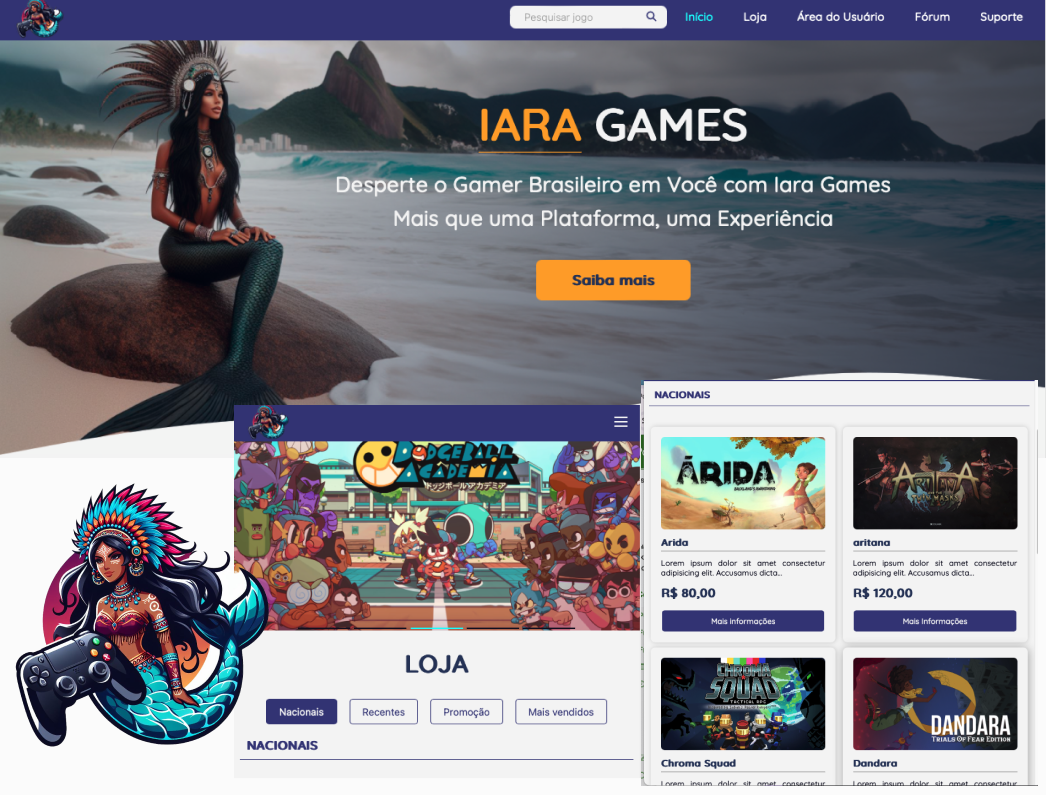 Pesquisar jogo
Início
Loja
Área do Usuário
Fórum
Suporte
IARA GAMES
Desperte o Gamer Brasileiro em Você com Iara Games
Mais que uma Plataforma, uma Experiência
Saiba mais
DODGEBALL
ACADEMIA
ドッジボールアカデミア
LOJA
Nacionais
Recentes
Promoção
Mais vendidos
NACIONAIS
NACIONAIS
ÁRIDA
Arida
Lorem ipsum dolor sit amet consectetur
adipisicing elit. Accusamus dicta...
R$ 80,00
Mais Informações
ARITANA
aritana
Lorem ipsum dolor sit amet consectetur
adipisicing elit. Accusamus dicta...
R$ 120,00
Mais Informações
CHROMA
SQUAD
TACTICAL RPG
Chroma Squad
Lorem ipsum dolor sit amet consectetur
DANDARA
TRIALS OF FEAR EDITION
Dandara
Lorem ipsum dolor sit amet consectetur